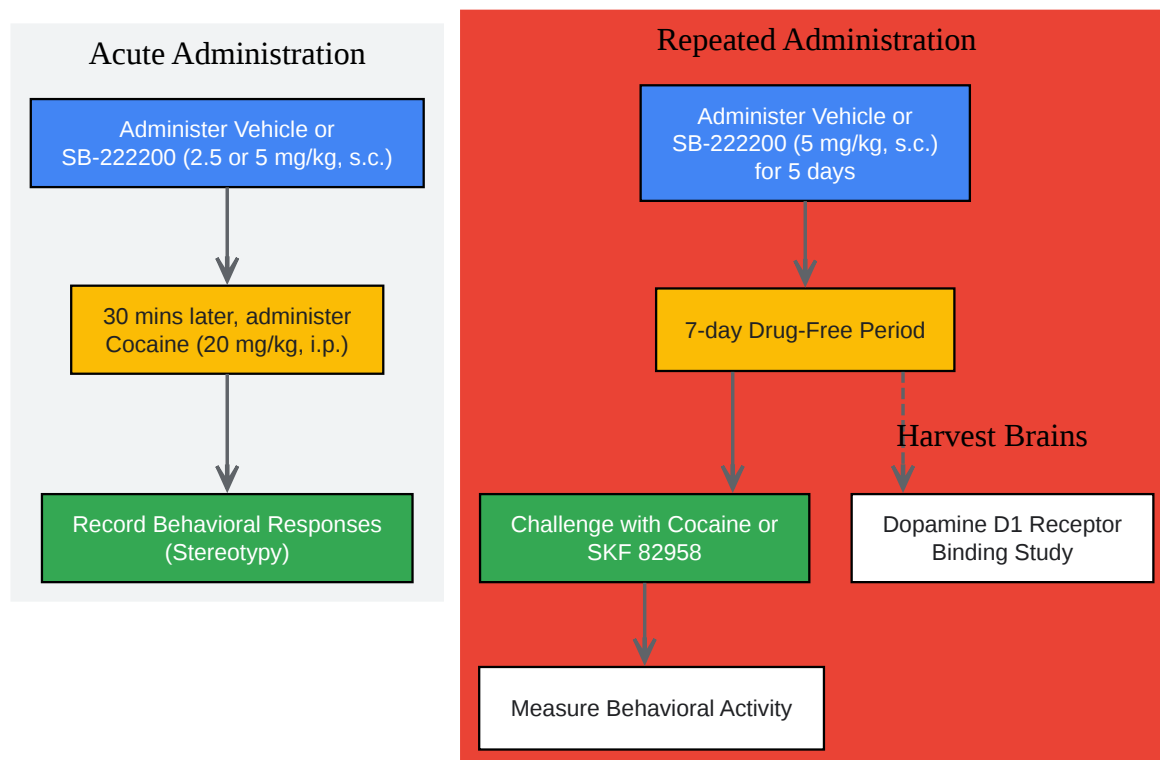 Acute Administration
Administer Vehicle or
SB-222200 (2.5 or 5 mg/kg, s.c.)
30 mins later, administer
Cocaine (20 mg/kg, i.p.)
Record Behavioral Responses
(Stereotypy)
Repeated Administration
Administer Vehicle or
SB-222200 (5 mg/kg, s.c.)
for 5 days
7-day Drug-Free Period
Harvest Brains
Challenge with Cocaine or
SKF 82958
Dopamine D1 Receptor
Binding Study
Measure Behavioral Activity